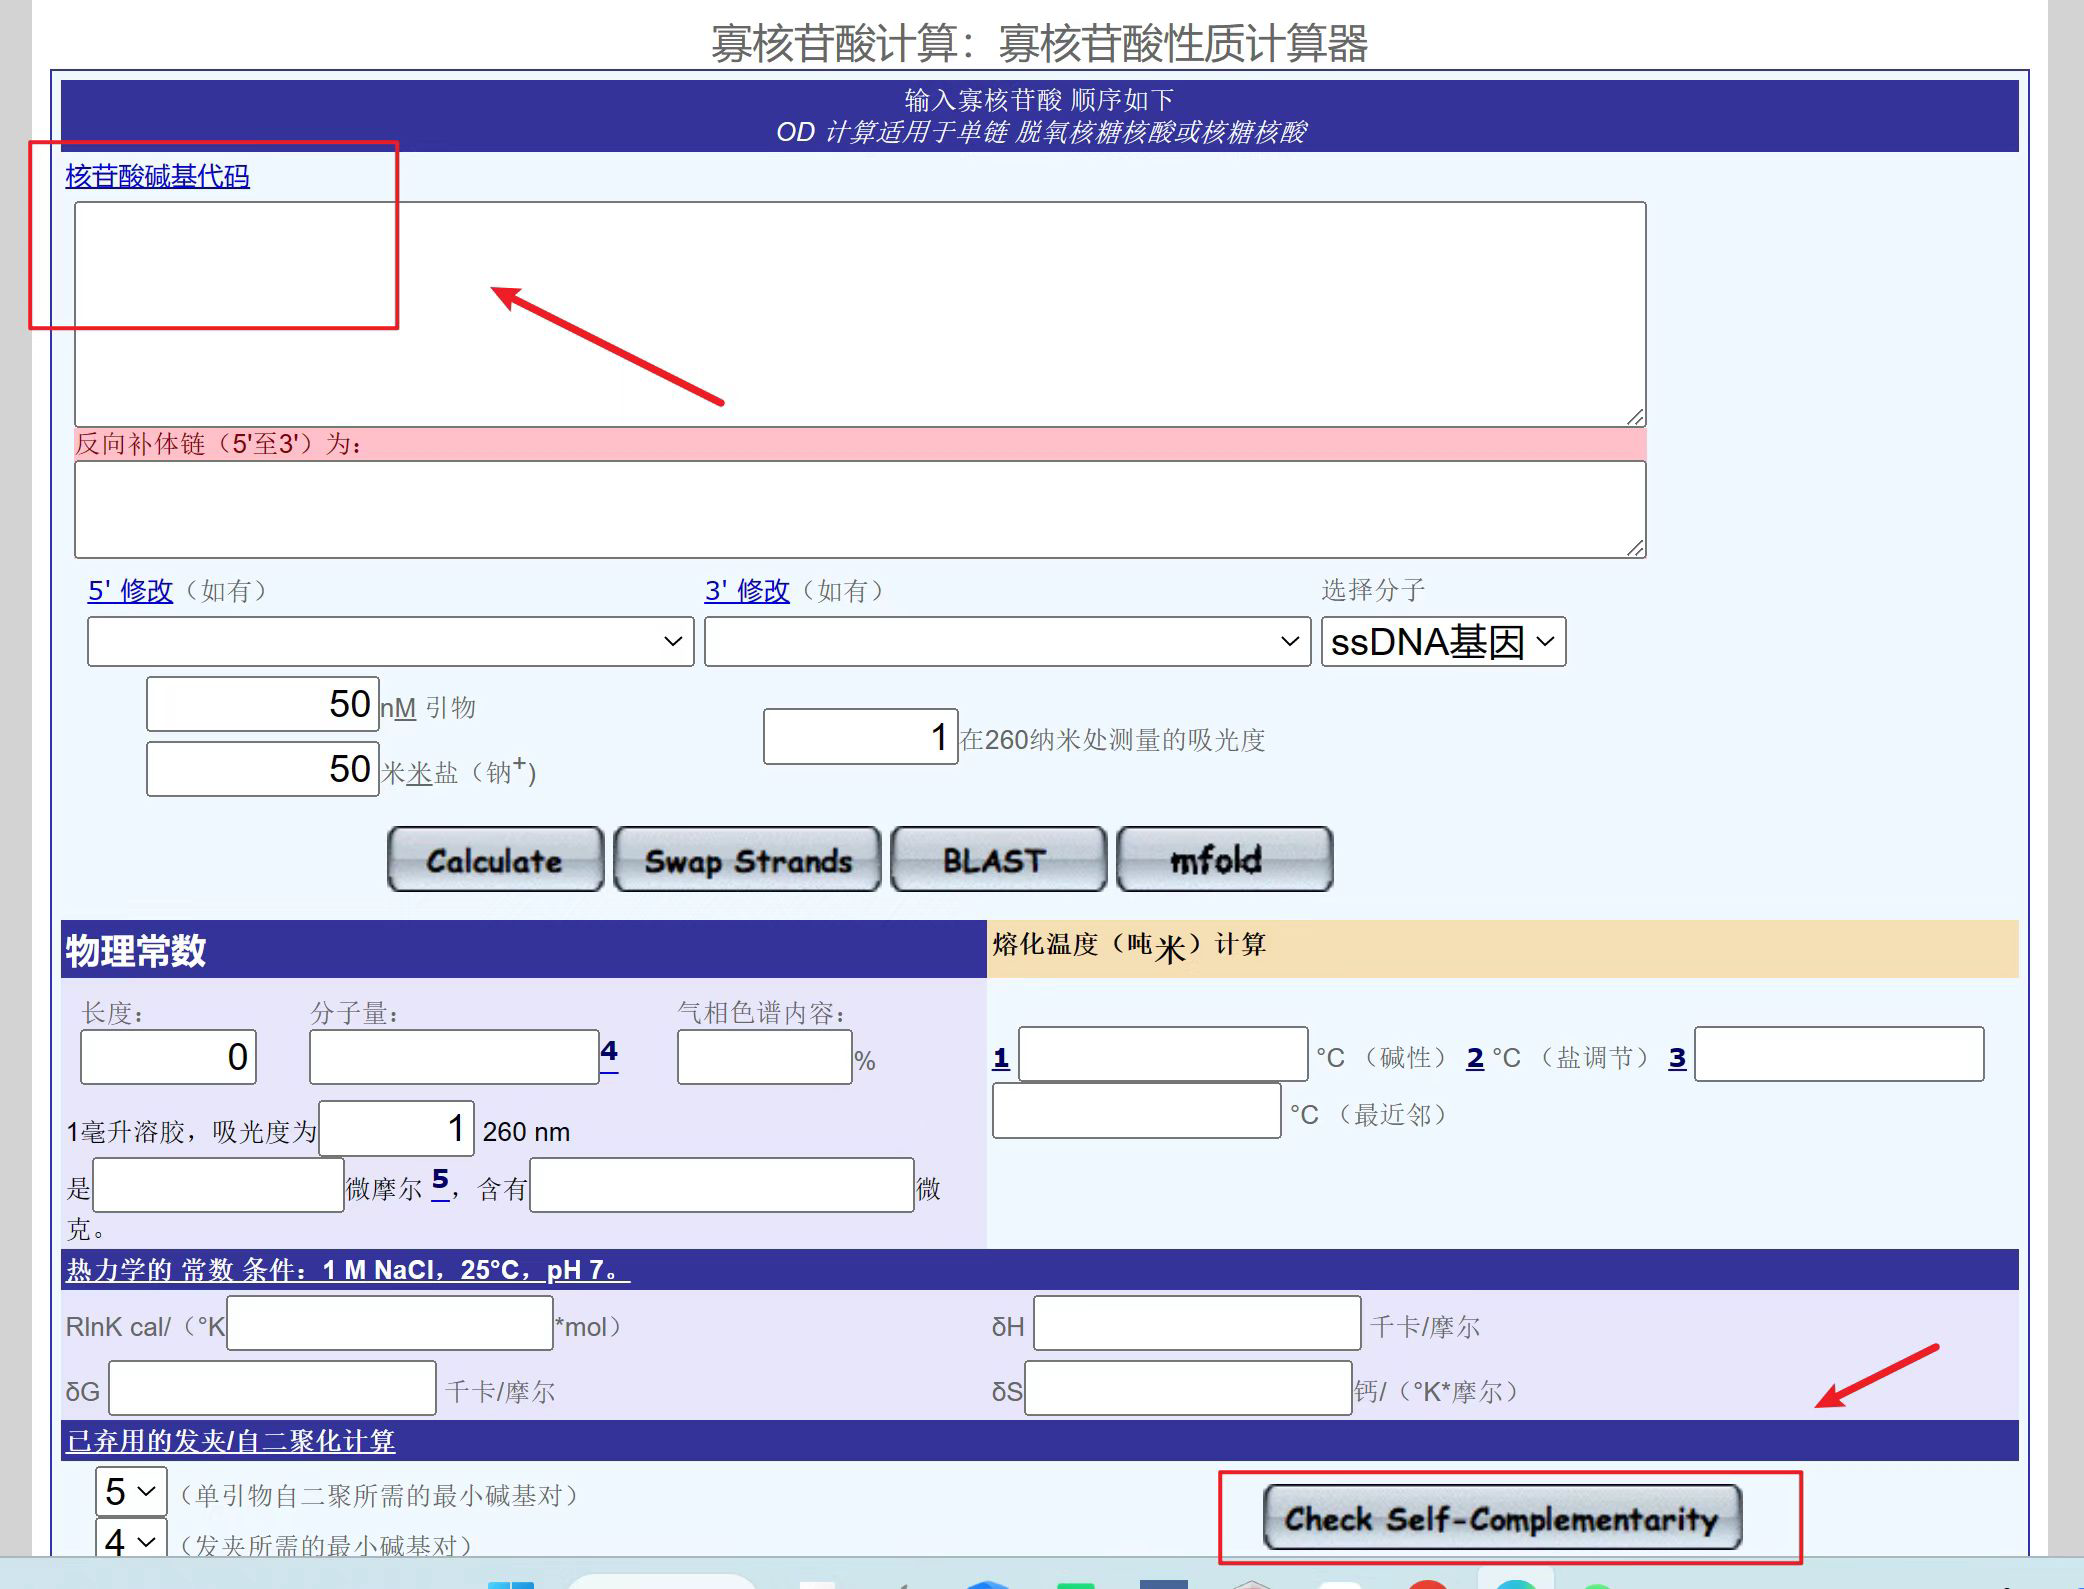 寡核苷酸计算：寡核苷酸性质计算器
输入寡核苷酸 顺序如下
OD 计算适用于单链 脱氧核糖核酸或核糖核酸
核苷酸碱基代码
反向补体链（5'至3'）为：
5' 修改（如有） 3' 修改（如有） 选择分子
ssDNA基因
50 nM 引物
1 在260纳米处测量的吸光度
50 米米盐（钠+）
Calculate Swap Strands BLAST mfold
物理常数 熔化温度（吨米）计算
长度： 分子量： 气相色谱内容：
0 4 %
1 °C （碱性） 2 °C （盐调节） 3
°C （最近邻）
1毫升溶胶，吸光度为 1 260 nm
是 微摩尔 5，含有 微
克。
热力学的 常数 条件：1 M NaCl，25°C，pH 7。
RlnK cal/（°K *mol） δH 千卡/摩尔
δG 千卡/摩尔 δS 钙/（°K*摩尔）
已弃用的发夹/自二聚化计算
5 （单引物自二聚所需的最小碱基对）
Check Self-Complementarity
4 （发夹所需的最小碱基对）